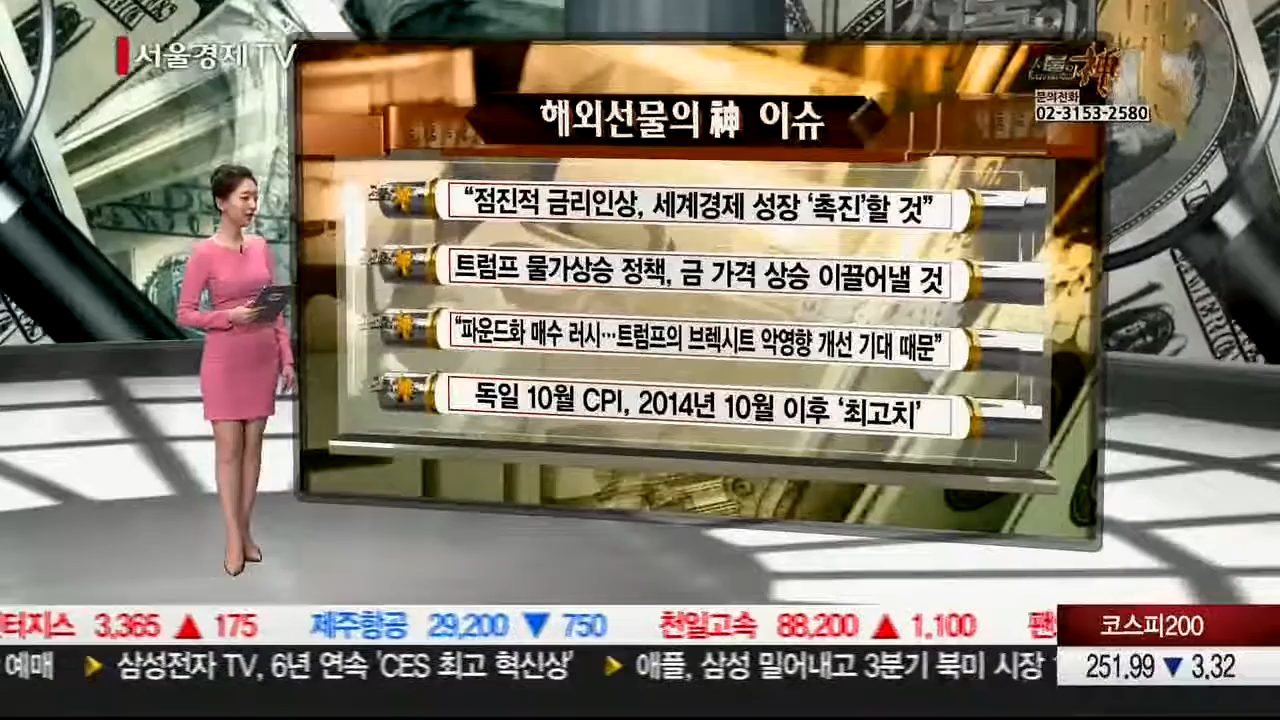 서울경제 TV
문의전화
02-3153-2580
해외선물의 神 이슈
“점진적 금리인상, 세계경제 성장 ‘촉진’할 것”
트럼프 물가상승 정책, 금 가격 상승 이끌어낼 것
“파운드화 매수 러시…트럼프의 브렉시트 악영향 개선 기대 때문”
독일 10월 CPI, 2014년 10월 이후 ‘최고치’
터지스 3,365 ▲ 175 제주항공 29,200 ▼ 750 천일고속 88,200 ▲ 1,100
코스피200
예매 ▶ 삼성전자 TV, 6년 연속 'CES 최고 혁신상' ▶ 애플, 삼성 밀어내고 3분기 북미 시장
251.99 ▼ 3.32